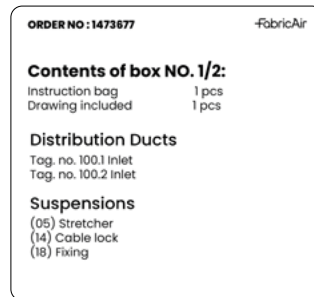 ORDER NO : 1473677 FabricAir
Contents of box NO. 1/2:
Instruction bag 1 pcs
Drawing included 1 pcs
Distribution Ducts
Tag. no. 100.1 Inlet
Tag. no. 100.2 Inlet
Suspensions
(05) Stretcher
(14) Cable lock
(18) Fixing